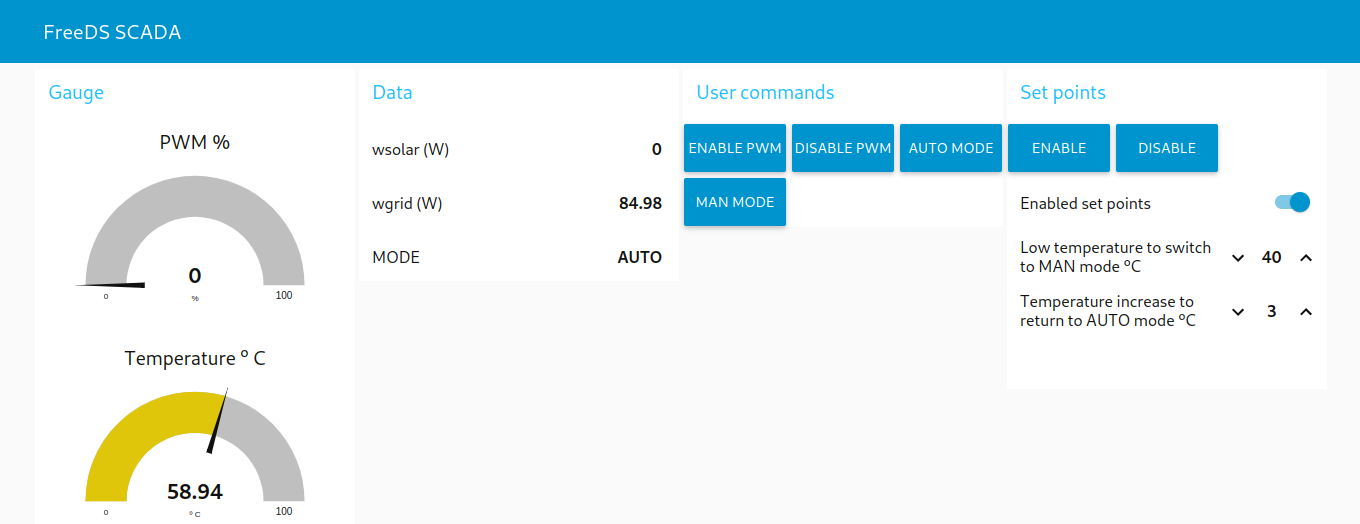 FreeDS SCADA
Gauge
PWM %
0
%
0
100
Temperature º C
58.94
º C
0
100
Data
wsolar (W) 0
wgrid (W) 84.98
MODE AUTO
User commands
ENABLE PWM DISABLE PWM AUTO MODE
MAN MODE
Set points
ENABLE DISABLE
Enabled set points
Low temperature to switch
to MAN mode ºC
40
Temperature increase to
return to AUTO mode ºC
3